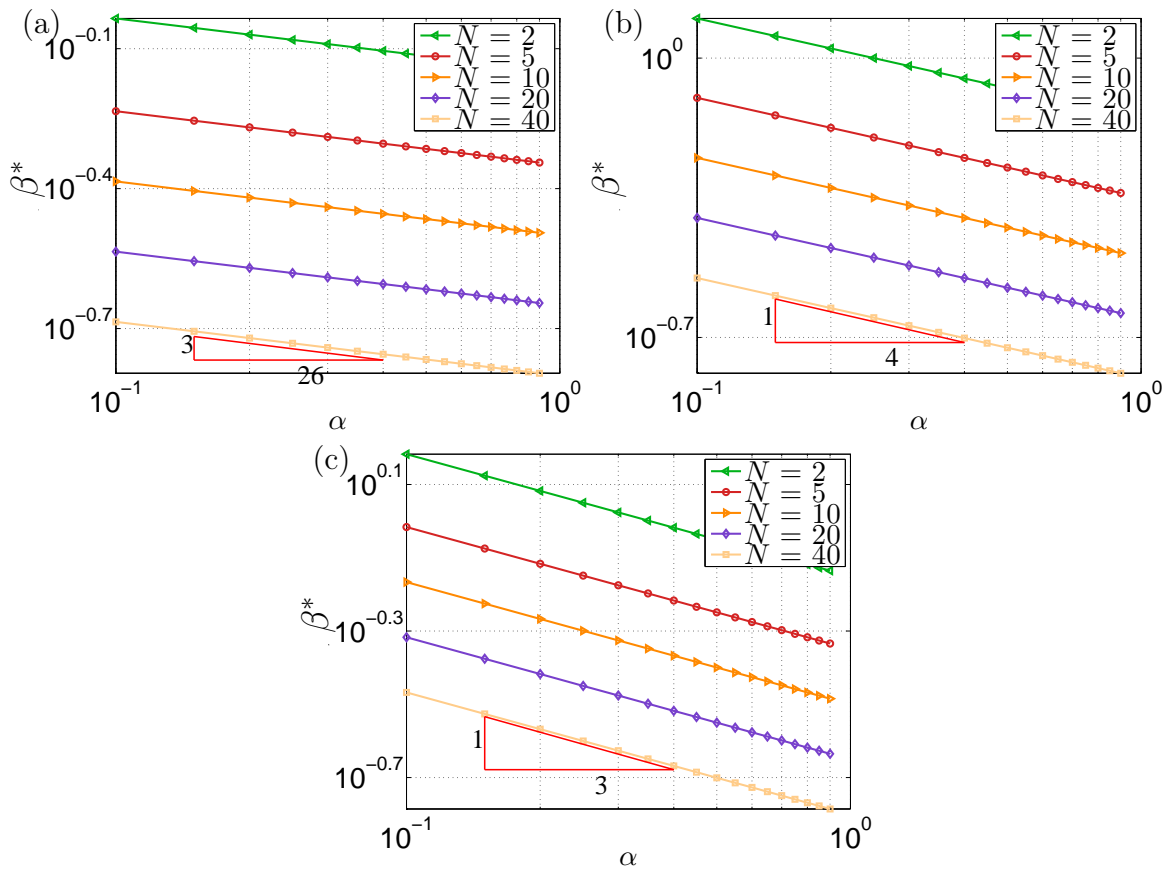 (a)
10^-0.1
10^-0.4
10^-0.7
β*
N = 2
N = 5
N = 10
N = 20
N = 40
3
26
10^-1
10^0
α
(b)
10^0
10^-0.7
β*
N = 2
N = 5
N = 10
N = 20
N = 40
1
4
10^-1
10^0
α
(c)
10^0.1
10^-0.3
10^-0.7
β*
N = 2
N = 5
N = 10
N = 20
N = 40
1
3
10^-1
10^0
α